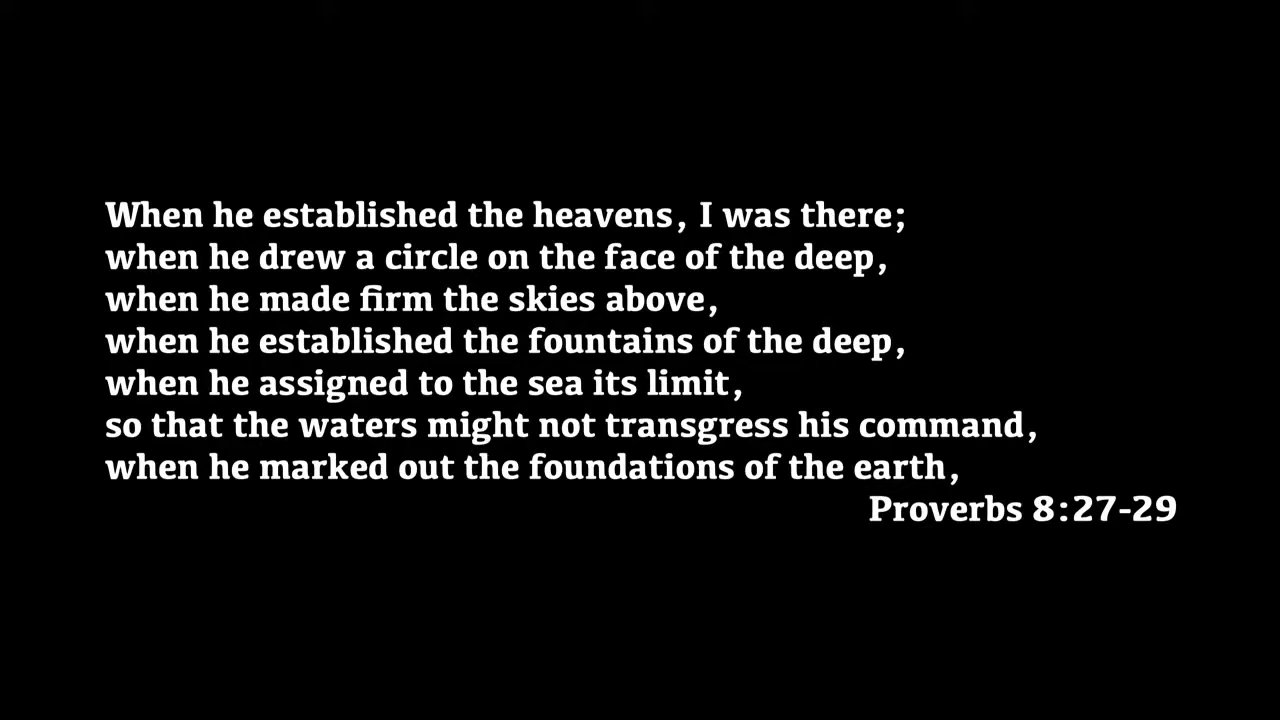 When he established the heavens, I was there;
when he drew a circle on the face of the deep,
when he made firm the skies above,
when he established the fountains of the deep,
when he assigned to the sea its limit,
so that the waters might not transgress his command,
when he marked out the foundations of the earth,
Proverbs 8:27-29